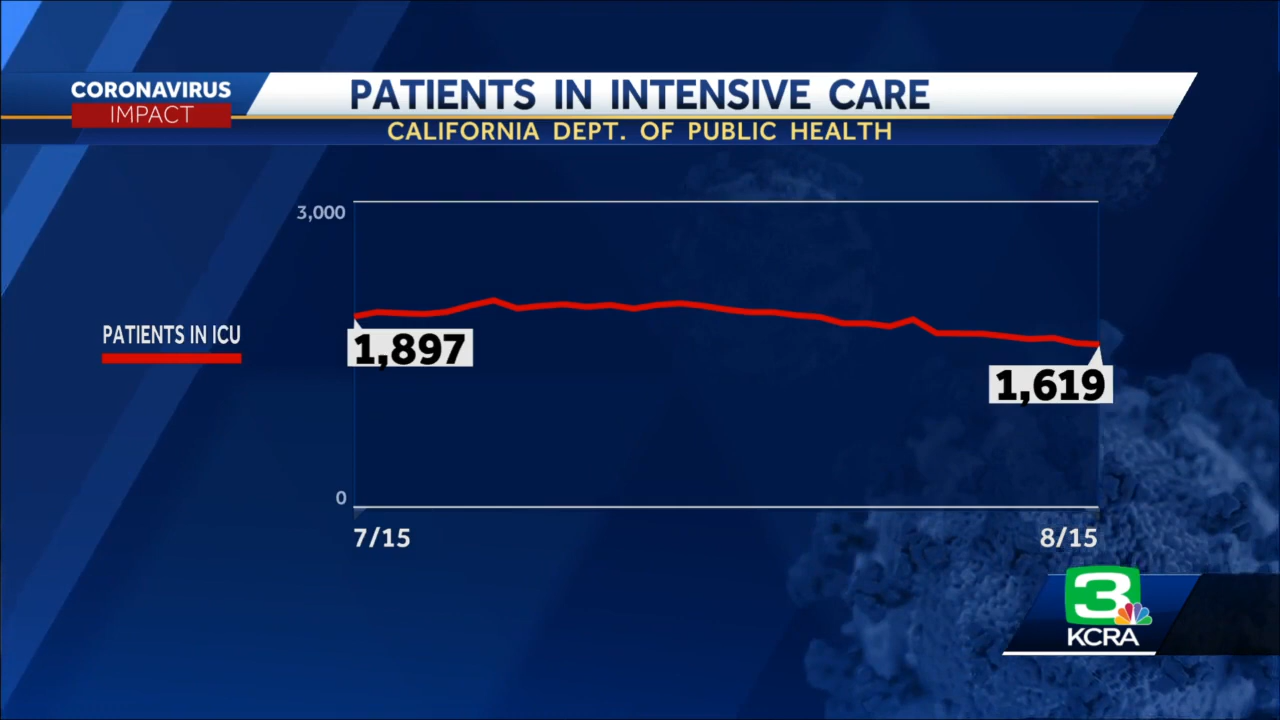 CORONAVIRUS
IMPACT
PATIENTS IN INTENSIVE CARE
CALIFORNIA DEPT. OF PUBLIC HEALTH
3,000
PATIENTS IN ICU
1,897
1,619
0
7/15
8/15
3
KCRA